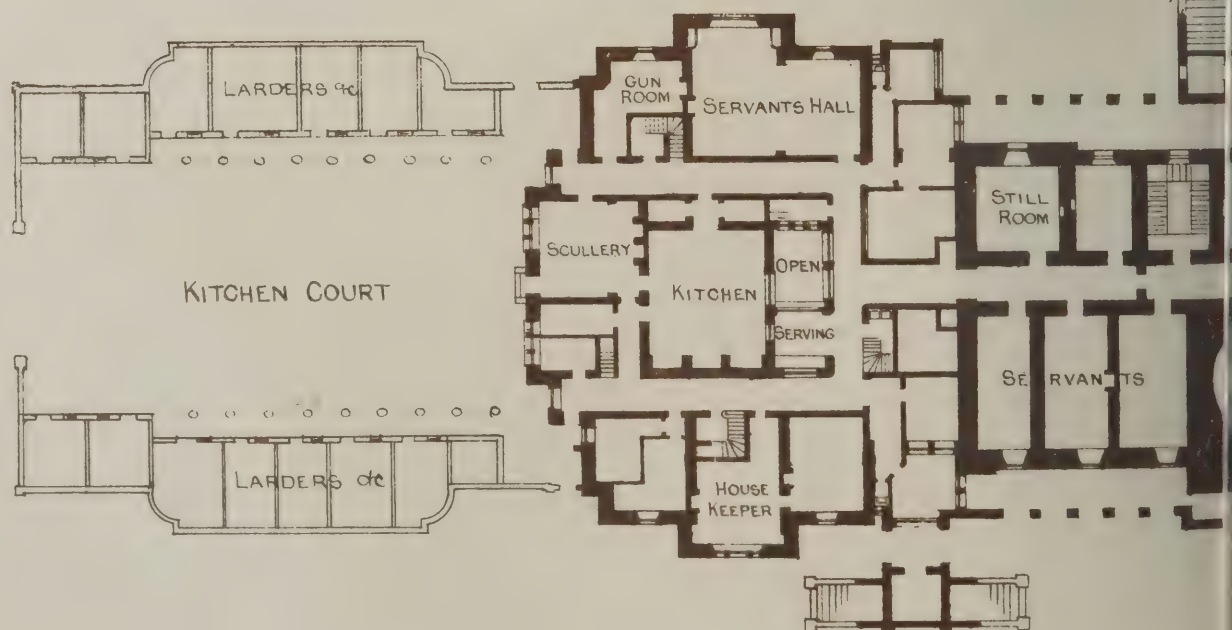 LARDERS &c
GUN
ROOM
SERVANTS HALL
STILL
ROOM
SCULLERY
OPEN
KITCHEN
KITCHEN COURT
SERVING
SERVANTS
LARDERS &c
HOUSE
KEEPER